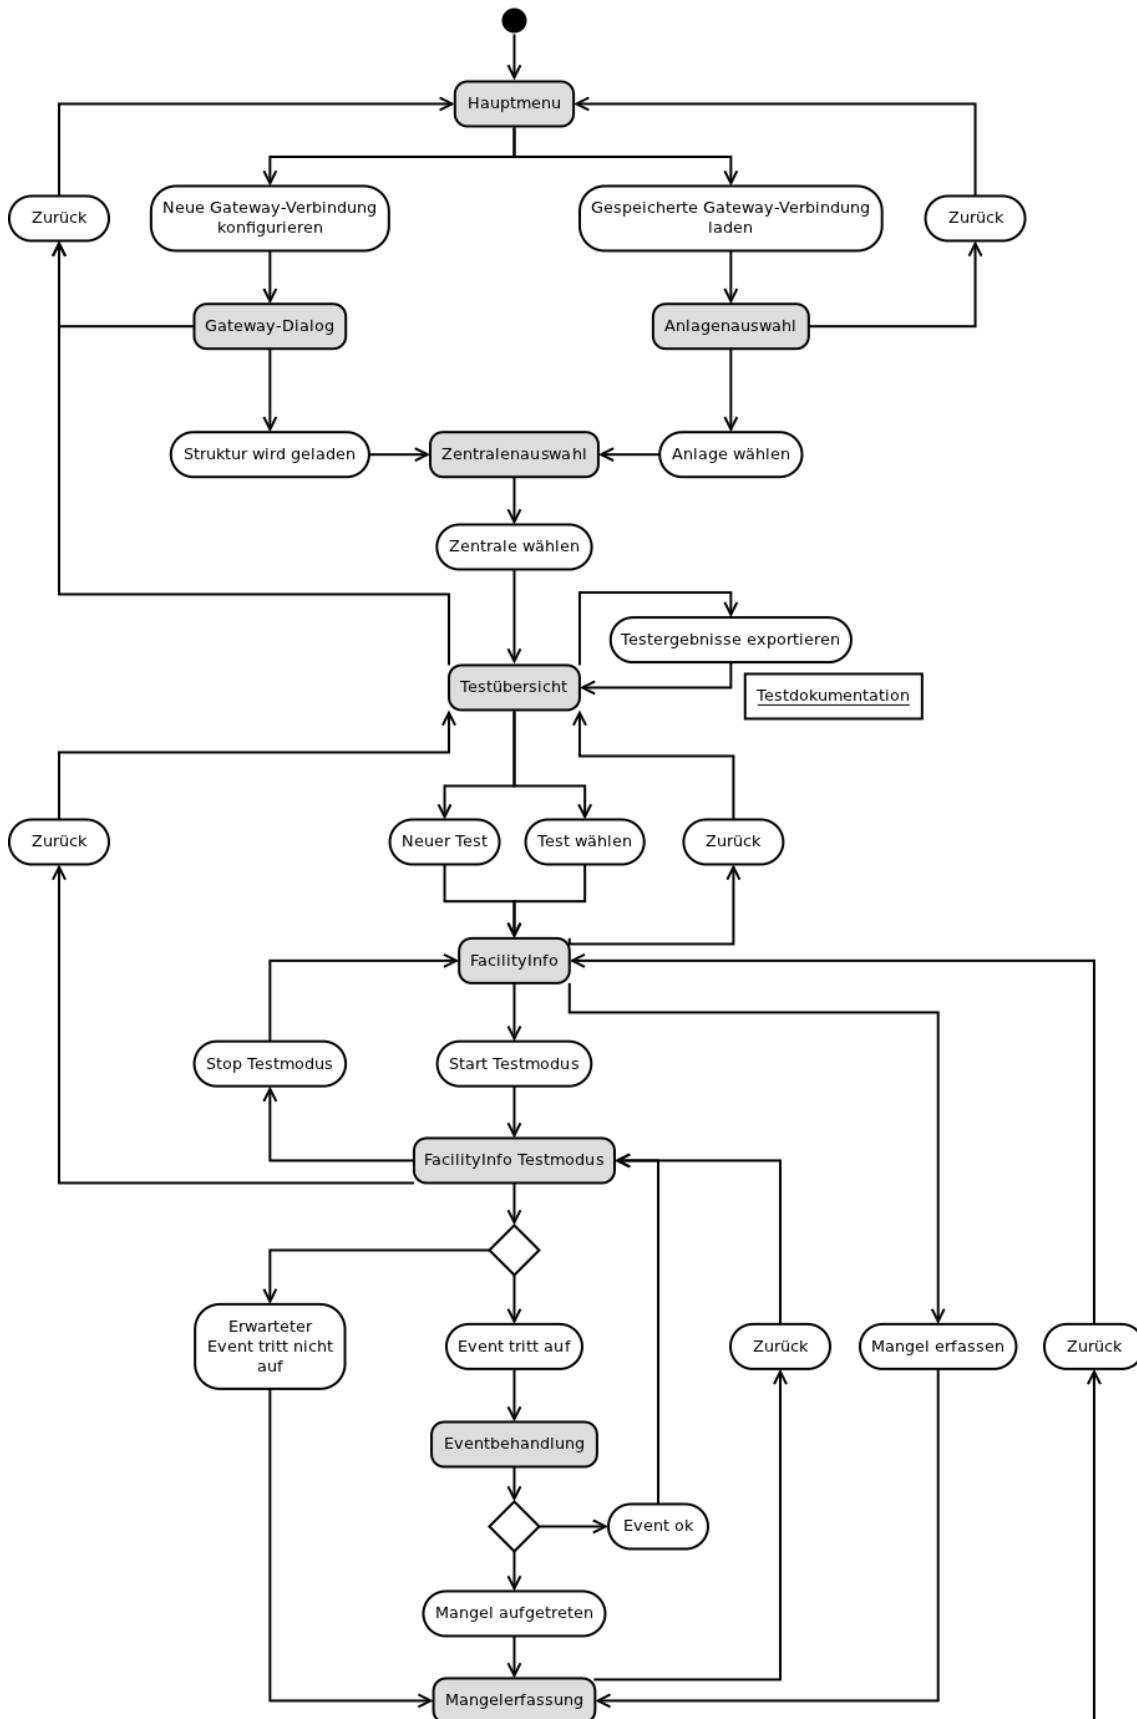 Hauptmenu
Zurück
Neue Gateway-Verbindung
konfigurieren
Gespeicherte Gateway-Verbindung
laden
Zurück
Gateway-Dialog
Anlagenauswahl
Struktur wird geladen
Zentralenauswahl
Anlage wählen
Zentrale wählen
Testergebnisse exportieren
Testübersicht
Testdokumentation
Zurück
Neuer Test
Test wählen
Zurück
FacilityInfo
Stop Testmodus
Start Testmodus
FacilityInfo Testmodus
Erwarteter
Event tritt nicht
auf
Event tritt auf
Zurück
Mangel erfassen
Zurück
Eventbehandlung
Event ok
Mangel aufgetreten
Mangelerfassung